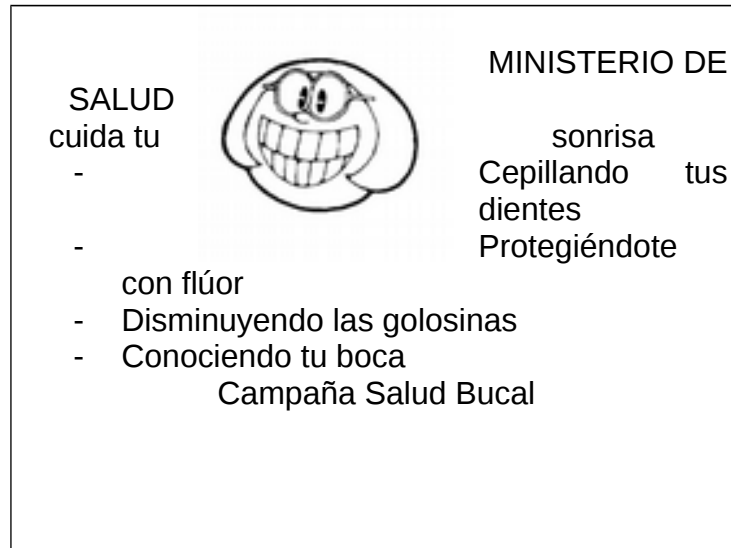 MINISTERIO DE
SALUD
cuida tu sonrisa
- Cepillando tus
dientes
- Protegiéndote
con flúor
- Disminuyendo las golosinas
- Conociendo tu boca
Campaña Salud Bucal